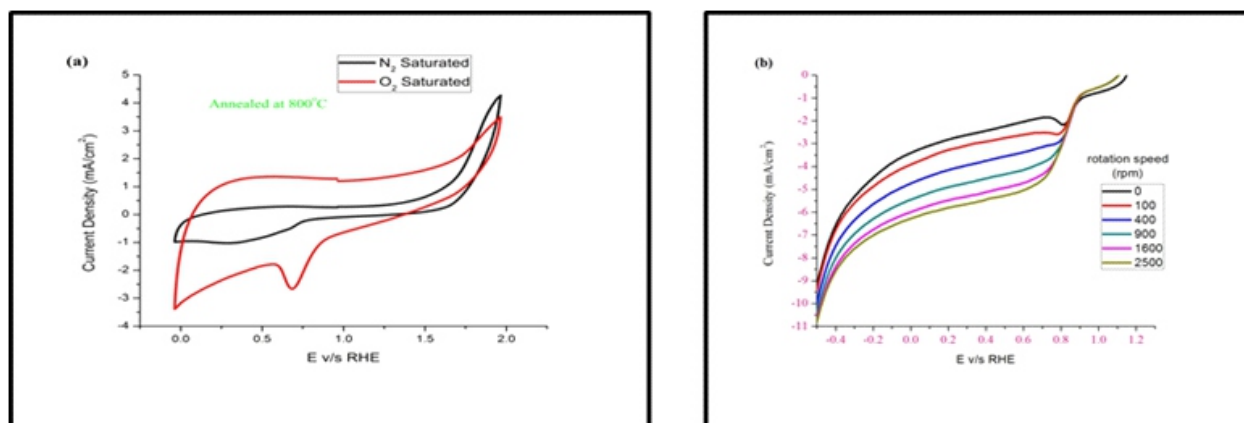 (a)
N₂ Saturated
O₂ Saturated
Annealed at 800°C
5
4
3
2
1
0
-1
-2
-3
-4
Current Density (mA/cm²)
0.0 0.5 1.0 1.5 2.0
E v/s RHE
(b)
0
-1
-2
-3
-4
-5
-6
-7
-8
-9
-10
-11
Current Density (mA/cm²)
rotation speed
(rpm)
0
100
400
900
1600
2500
-0.4 -0.2 0.0 0.2 0.4 0.6 0.8 1.0 1.2
E v/s RHE